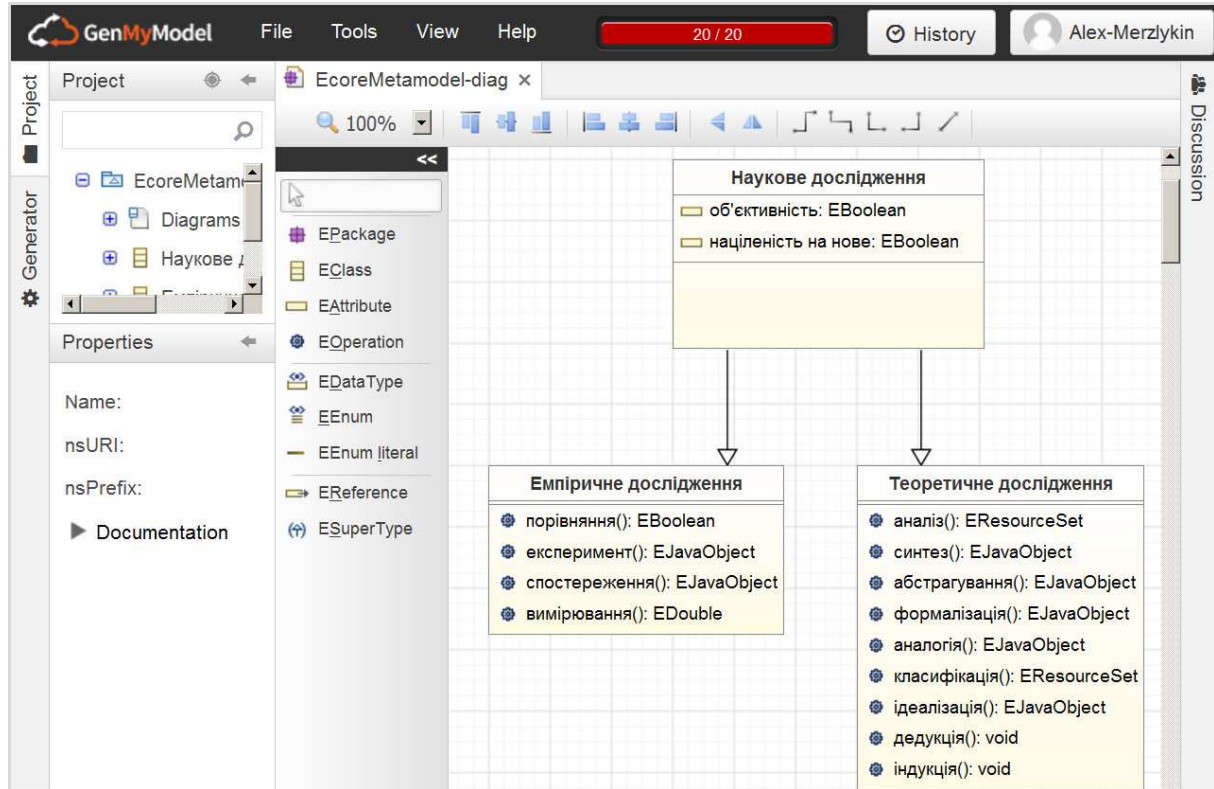 GenMyModel File Tools View Help 20 / 20 History Alex-Merzlykin
Project
Generator
Project
EcoreMetam
Diagrams
Наукове д
Properties
Name:
nsURI:
nsPrefix:
Documentation
EcoreMetamodel-diag ×
100%
<<
EPackage
EClass
EAttribute
EOperation
EDataType
EEnum
EEnum literal
EReference
ESuperType
Наукове дослідження
об'єктивність: EBoolean
націленість на нове: EBoolean
Емпіричне дослідження
порівняння(): EBoolean
експеримент(): EJavaObject
спостереження(): EJavaObject
вимірювання(): EDouble
Теоретичне дослідження
аналіз(): EResourceSet
синтез(): EJavaObject
абстрагування(): EJavaObject
формалізація(): EJavaObject
аналогія(): EJavaObject
класифікація(): EResourceSet
ідеалізація(): EJavaObject
дедукція(): void
індукція(): void
Discussion